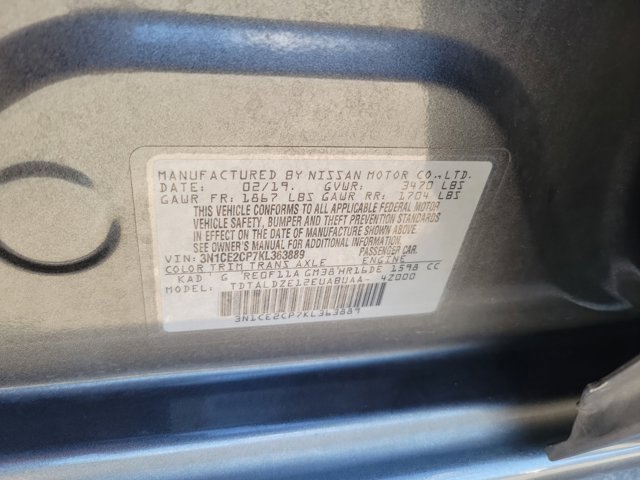 MANUFACTURED BY NISSAN MOTOR CO., LTD.
DATE: 02/19. GVWR: 3470 LBS
GAWR FR: 1867 LBS GAWR RR: 1704 LBS
THIS VEHICLE CONFORMS TO ALL APPLICABLE FEDERAL MOTOR
VEHICLE SAFETY, BUMPER AND THEFT PREVENTION STANDARDS
IN EFFECT ON THE DATE OF MANUFACTURE SHOWN ABOVE.
SEE OWNER'S MANUAL FOR ADDITIONAL INFORMATION.
VIN: 3N1CE2CP7KL363889 PASSENGER CAR.
COLOR TRIM TRANS AXLE ENGINE
KAD G RE0F11A GM38 HR16DE 1598 CC
MODEL: TDTALDZE12EUABUAA- 42000
3N1CE2CP7KL363889